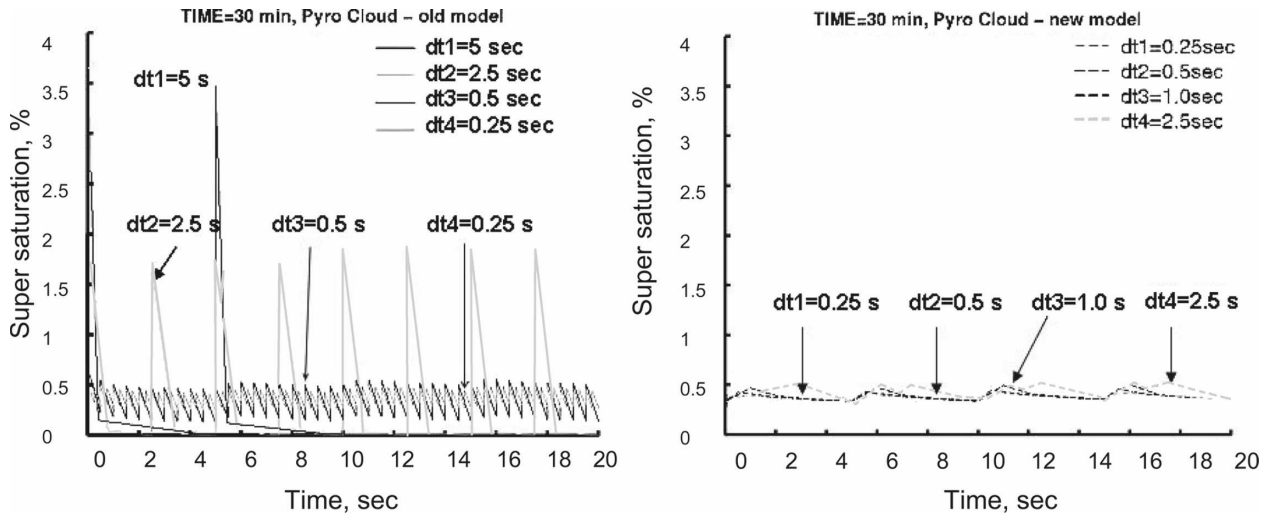 TIME=30 min, Pyro Cloud – old model
4
3.5
3
2.5
2
1.5
1
0.5
0
Super saturation, %
dt1=5 sec
dt2=2.5 sec
dt3=0.5 sec
dt4=0.25 sec
dt1=5 s
dt2=2.5 s
dt3=0.5 s
dt4=0.25 s
0 2 4 6 8 10 12 14 16 18 20
Time, sec
TIME=30 min, Pyro Cloud – new model
4
3.5
3
2.5
2
1.5
1
0.5
0
Super saturation, %
dt1=0.25sec
dt2=0.5sec
dt3=1.0sec
dt4=2.5sec
dt1=0.25 s
dt2=0.5 s
dt3=1.0 s
dt4=2.5 s
0 2 4 6 8 10 12 14 16 18 20
Time, sec